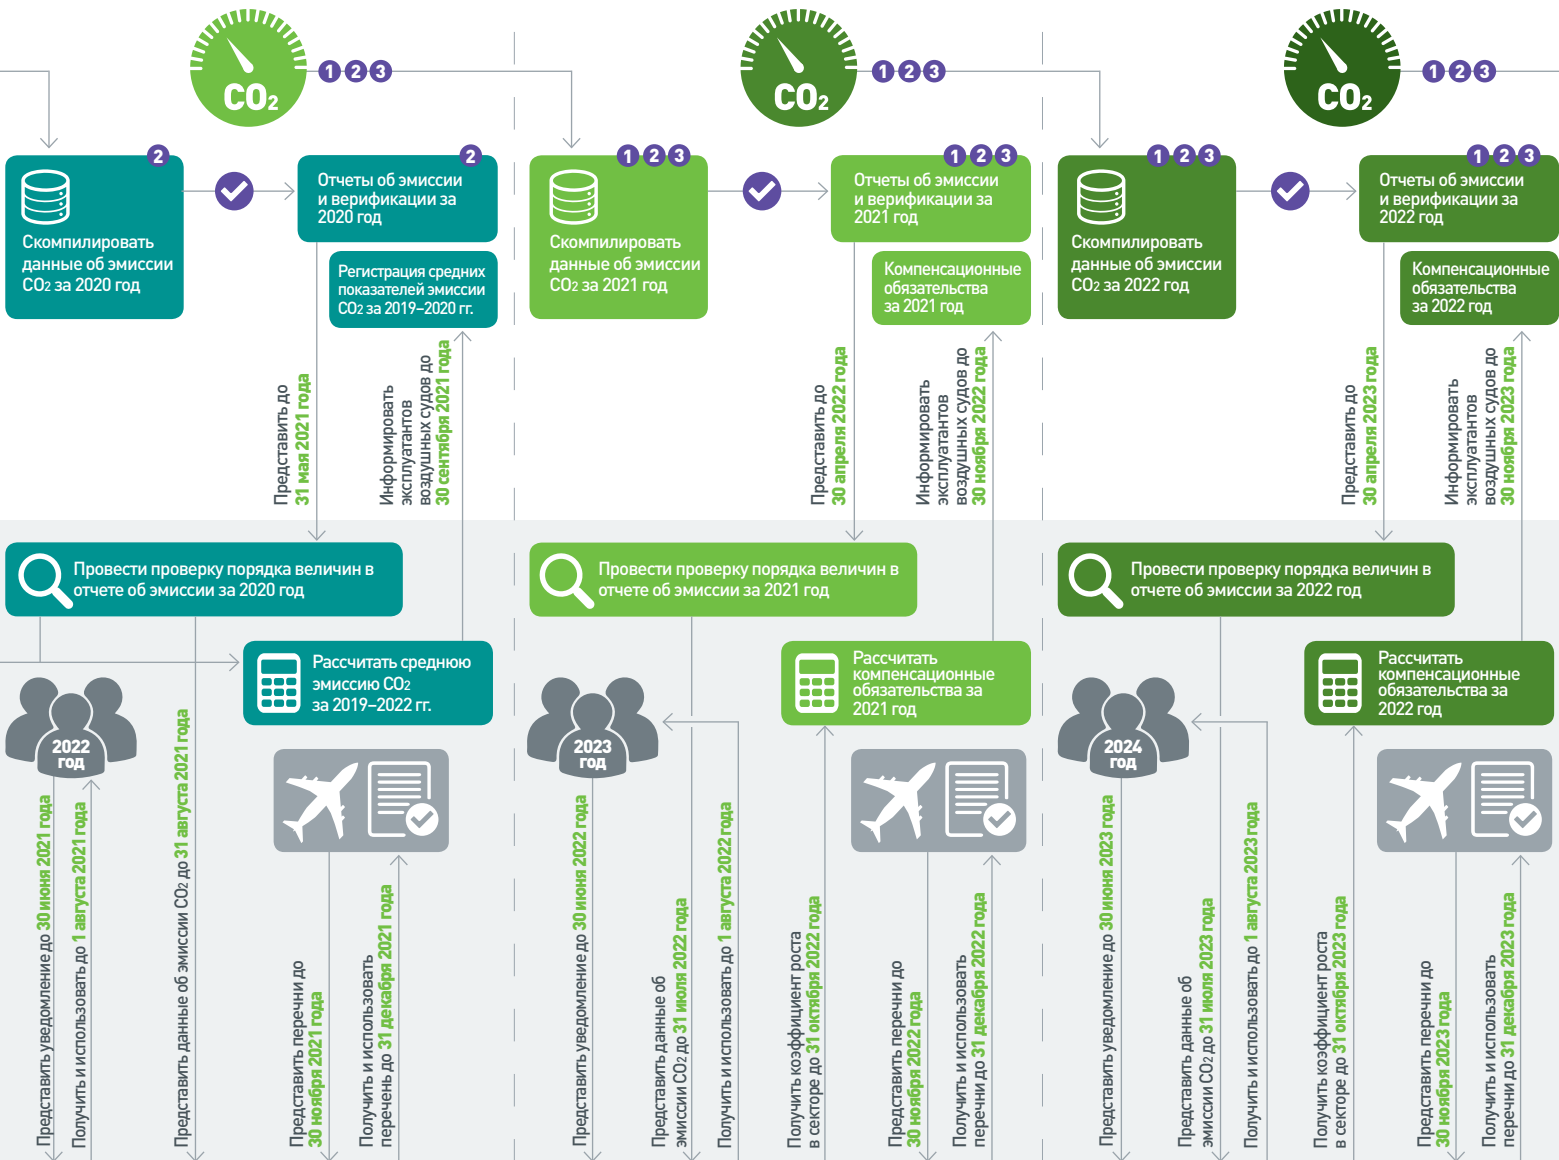 CO2
1 2 3
2
Скомпилировать
данные об эмиссии
CO2 за 2020 год
2
Отчеты об эмиссии
и верификации за
2020 год
Регистрация средних
показателей эмиссии
CO2 за 2019–2020 гг.
Представить до
31 мая 2021 года
Информировать
эксплуатантов
воздушных судов до
30 сентября 2021 года
Провести проверку порядка величин в
отчете об эмиссии за 2020 год
Рассчитать среднюю
эмиссию CO2
за 2019–2022 гг.
2022
год
Представить уведомление до 30 июня 2021 года
Получить и использовать до 1 августа 2021 года
Представить данные об эмиссии CO2 до 31 августа 2021 года
Представить перечни до
30 ноября 2021 года
Получить и использовать
перечень до 31 декабря 2021 года
CO2
1 2 3
1 2 3
Скомпилировать
данные об эмиссии
CO2 за 2021 год
1 2 3
Отчеты об эмиссии
и верификации за
2021 год
Компенсационные
обязательства
за 2021 год
Представить до
30 апреля 2022 года
Информировать
эксплуатантов
воздушных судов до
30 ноября 2022 года
Провести проверку порядка величин в
отчете об эмиссии за 2021 год
Рассчитать
компенсационные
обязательства за
2021 год
2023
год
Представить уведомление до 30 июня 2022 года
Представить данные об
эмиссии CO2 до 31 июля 2022 года
Получить и использовать до 1 августа 2022 года
Получить коэффициент роста
в секторе до 31 октября 2022 года
Представить перечни до
30 ноября 2022 года
Получить и использовать
перечни до 31 декабря 2022 года
CO2
1 2 3
1 2 3
Скомпилировать
данные об эмиссии
CO2 за 2022 год
1 2 3
Отчеты об эмиссии
и верификации за
2022 год
Компенсационные
обязательства
за 2022 год
Представить до
30 апреля 2023 года
Информировать
эксплуатантов
воздушных судов до
30 ноября 2023 года
Провести проверку порядка величин в
отчете об эмиссии за 2022 год
Рассчитать
компенсационные
обязательства за
2022 год
2024
год
Представить уведомление до 30 июня 2023 года
Представить данные об
эмиссии CO2 до 31 июля 2023 года
Получить и использовать до 1 августа 2023 года
Получить коэффициент роста
в секторе до 31 октября 2023 года
Представить перечни до
30 ноября 2023 года
Получить и использовать
перечни до 31 декабря 2023 года